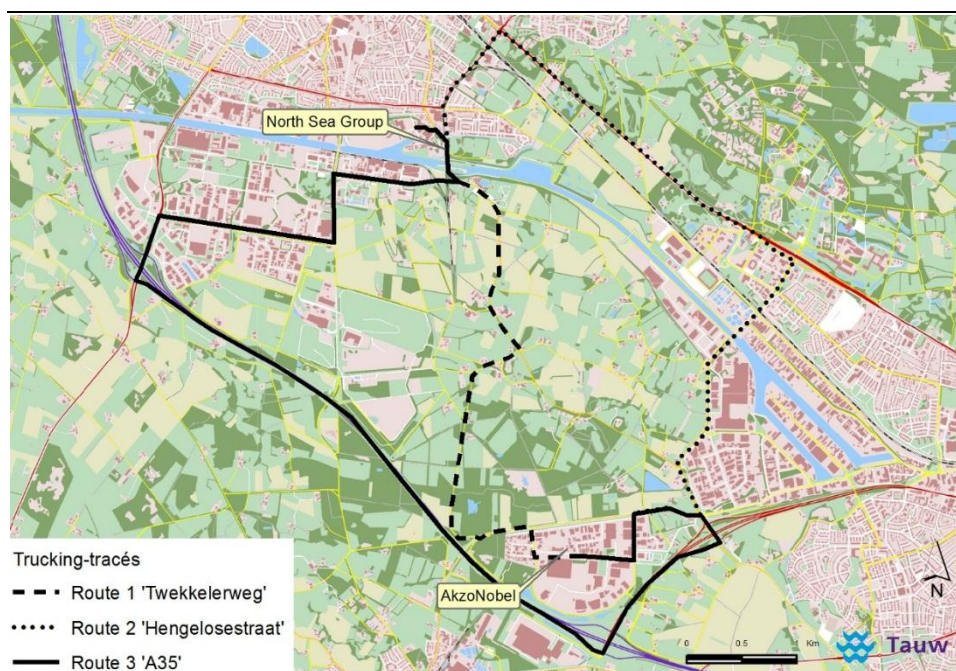 North Sea Group
AkzoNobel
Trucking-tracés
Route 1 'Twekkelerweg'
Route 2 'Hengelosestraat'
Route 3 'A35'
0 0.5 1 Km
N
Tauw